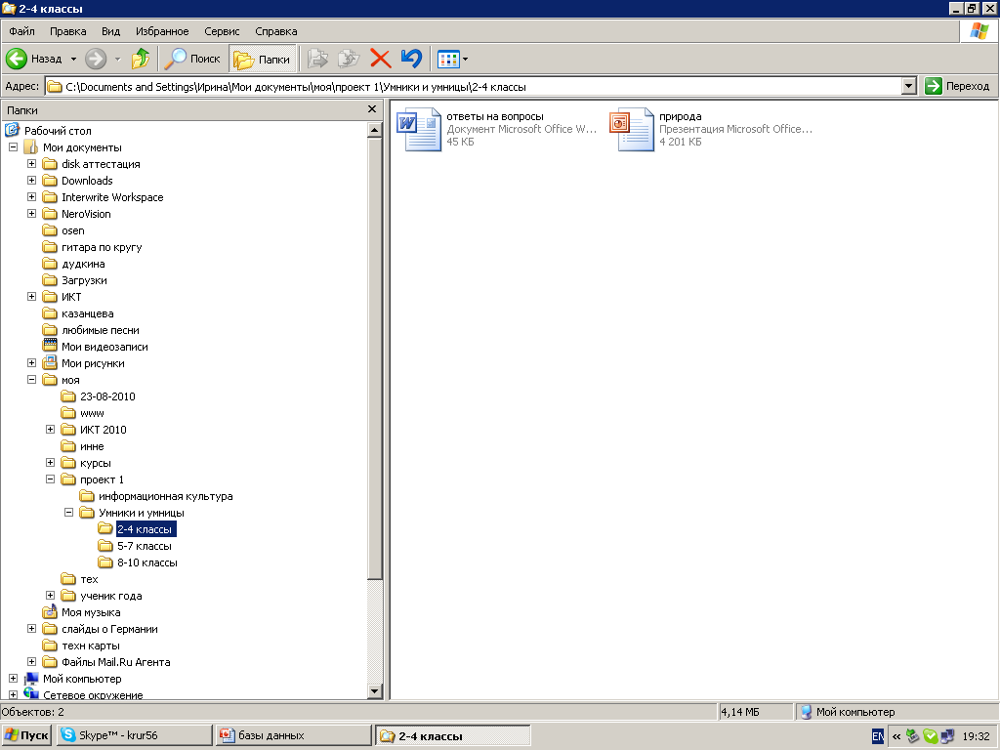 2-4 классы
Файл Правка Вид Избранное Сервис Справка
Назад Поиск Папки
Адрес: C:\Documents and Settings\Ирина\Мои документы\моя\проект 1\Умники и умницы\2-4 классы Переход
Папки
Рабочий стол
Мои документы
disk аттестация
Downloads
Interwrite Workspace
NeroVision
osen
гитара по кругу
дудкина
Загрузки
ИКТ
казанцева
любимые песни
Мои видеозаписи
Мои рисунки
моя
23-08-2010
www
ИКТ 2010
инне
курсы
проект 1
информационная культура
Умники и умницы
2-4 классы
5-7 классы
8-10 классы
тех
ученик года
Моя музыка
слайды о Германии
техн карты
Файлы Mail.Ru Агента
Мой компьютер
Сетевое окружение
ответы на вопросы
Документ Microsoft Office W...
45 КБ
природа
Презентация Microsoft Office...
4 201 КБ
Объектов: 2 4,14 МБ Мой компьютер
Пуск Skype™ - krur56 базы данных 2-4 классы EN « 19:32